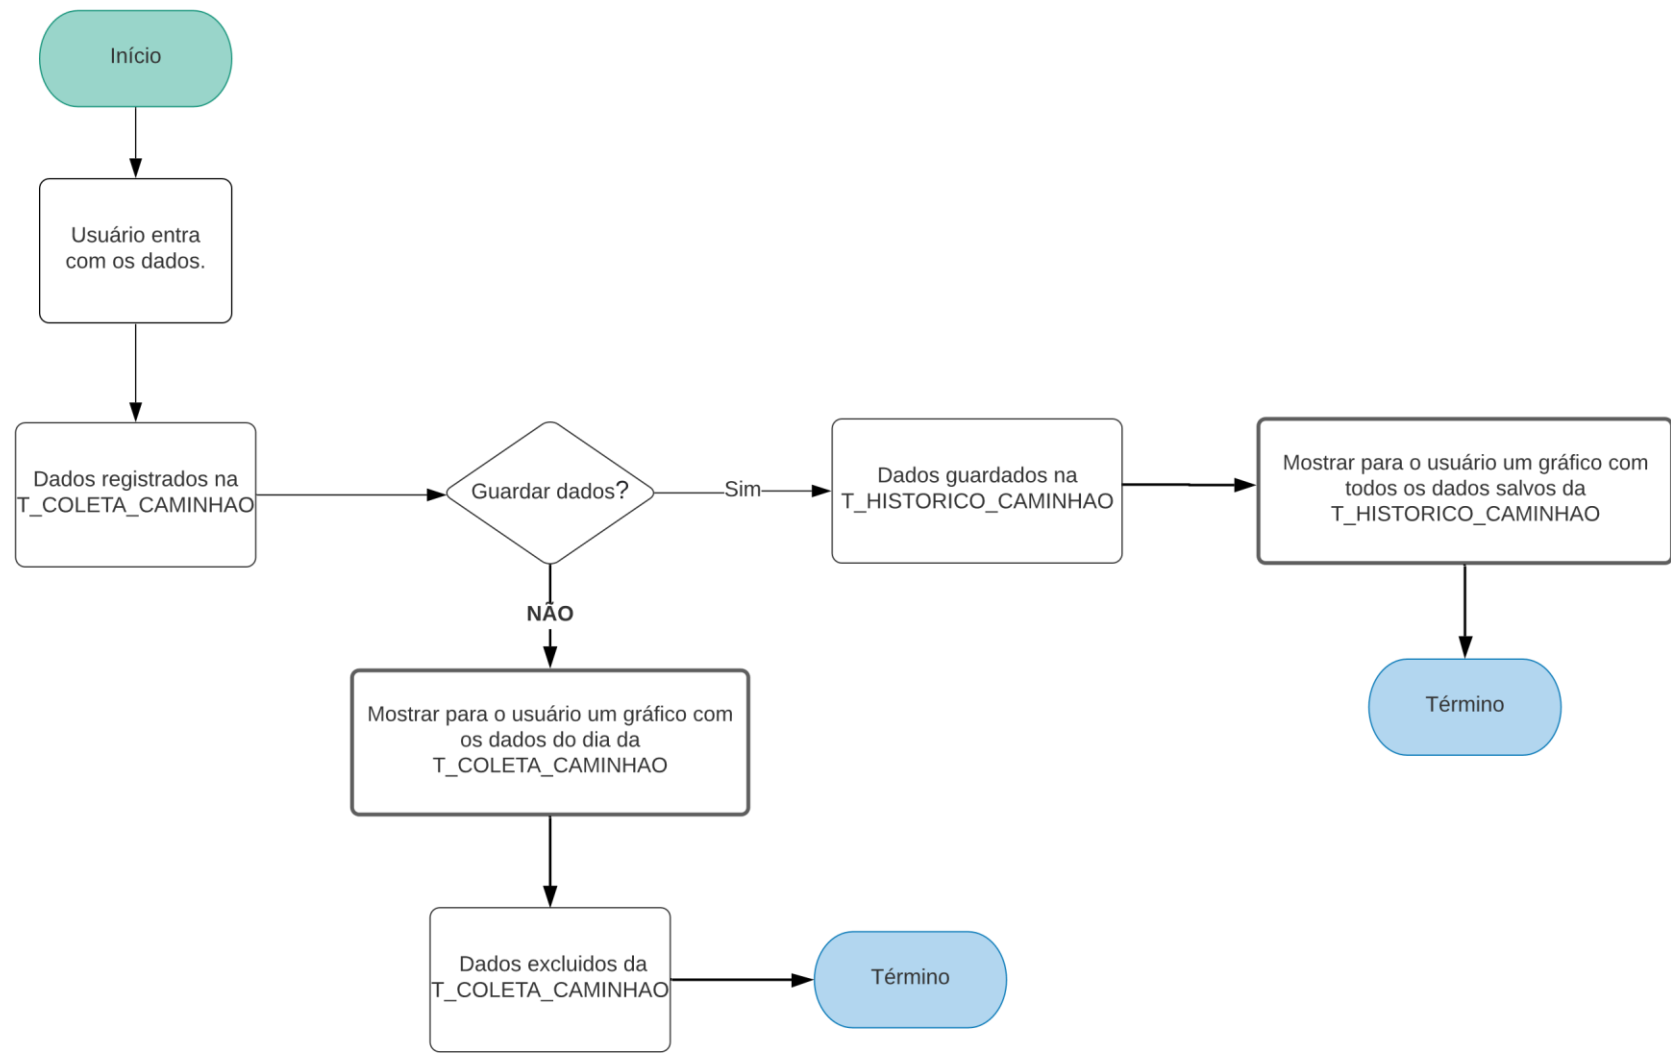 Início
Usuário entra
com os dados.
Dados registrados na
T_COLETA_CAMINHAO
Guardar dados?
Sim
Dados guardados na
T_HISTORICO_CAMINHAO
Mostrar para o usuário um gráfico com
todos os dados salvos da
T_HISTORICO_CAMINHAO
Término
NÃO
Mostrar para o usuário um gráfico com
os dados do dia da
T_COLETA_CAMINHAO
Dados excluidos da
T_COLETA_CAMINHAO
Término